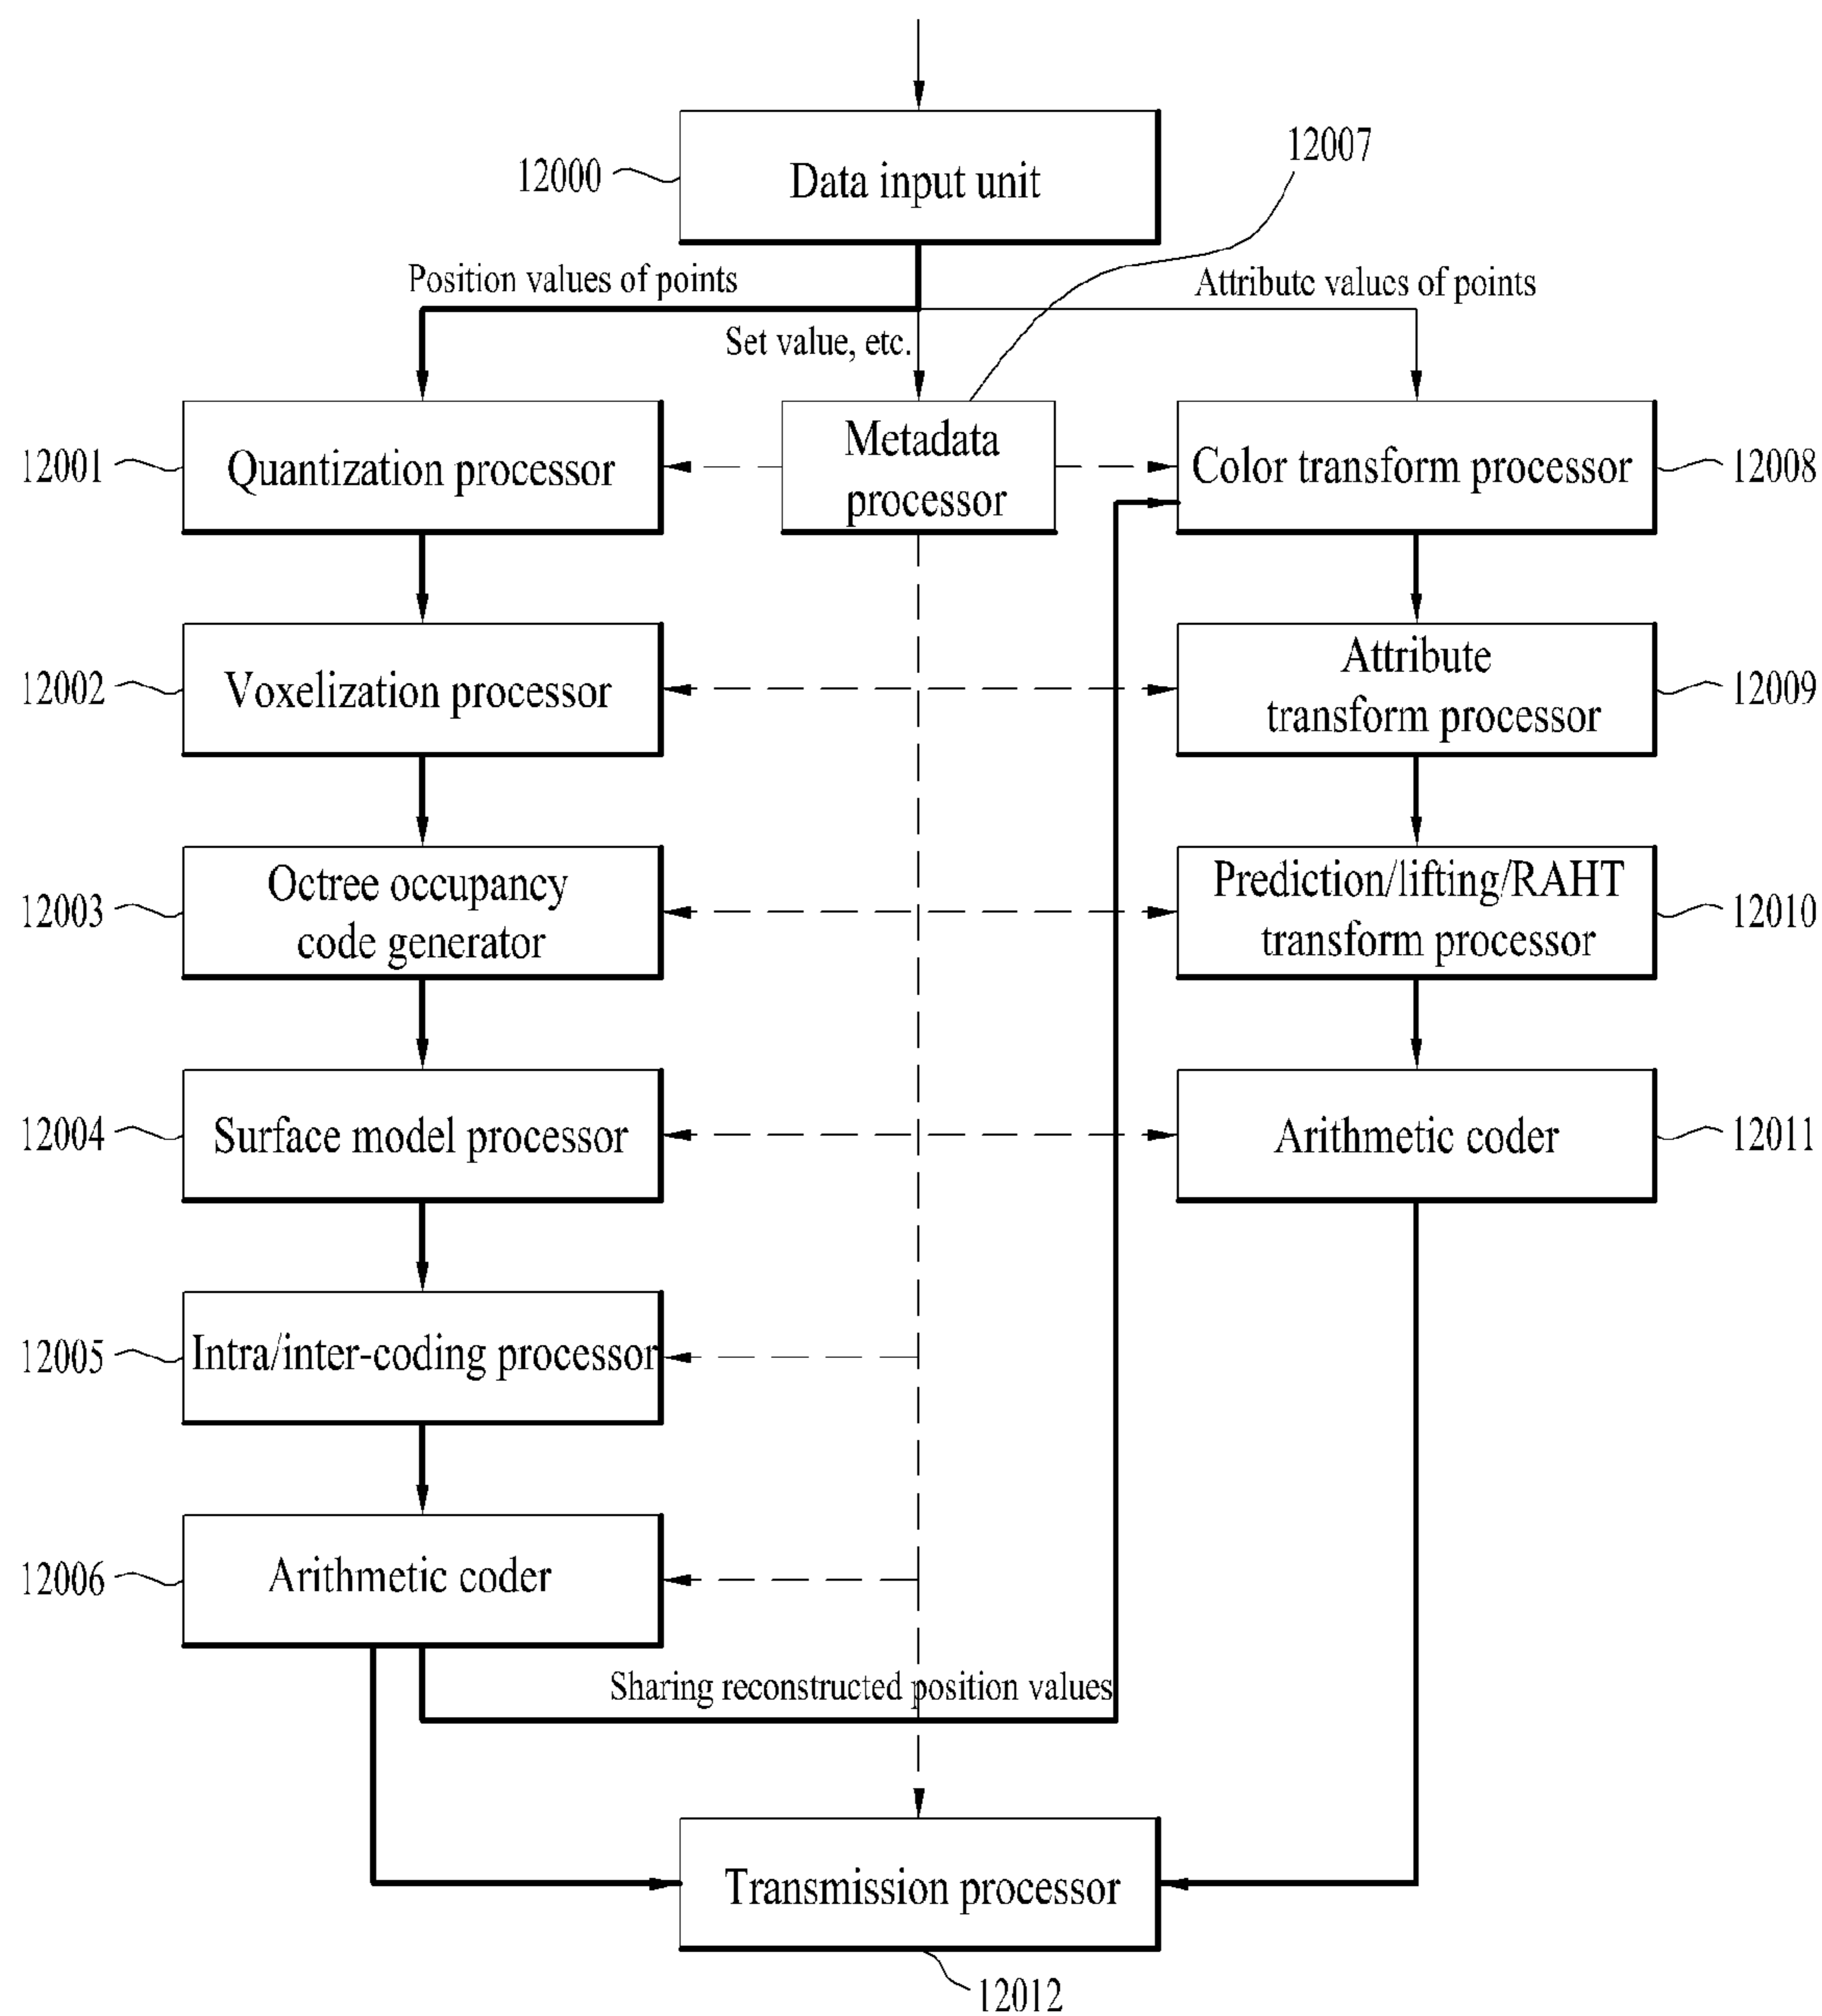 12007
12000
Data input unit
Position values of points
Attribute values of points
Set value, etc.
12001
Quantization processor
Metadata
processor
Color transform processor
12008
12002
Voxelization processor
Attribute
transform processor
12009
12003
Octree occupancy
code generator
Prediction/lifting/RAHT
transform processor
12010
12004
Surface model processor
Arithmetic coder
12011
12005
Intra/inter-coding processor
12006
Arithmetic coder
Sharing reconstructed position values
Transmission processor
12012